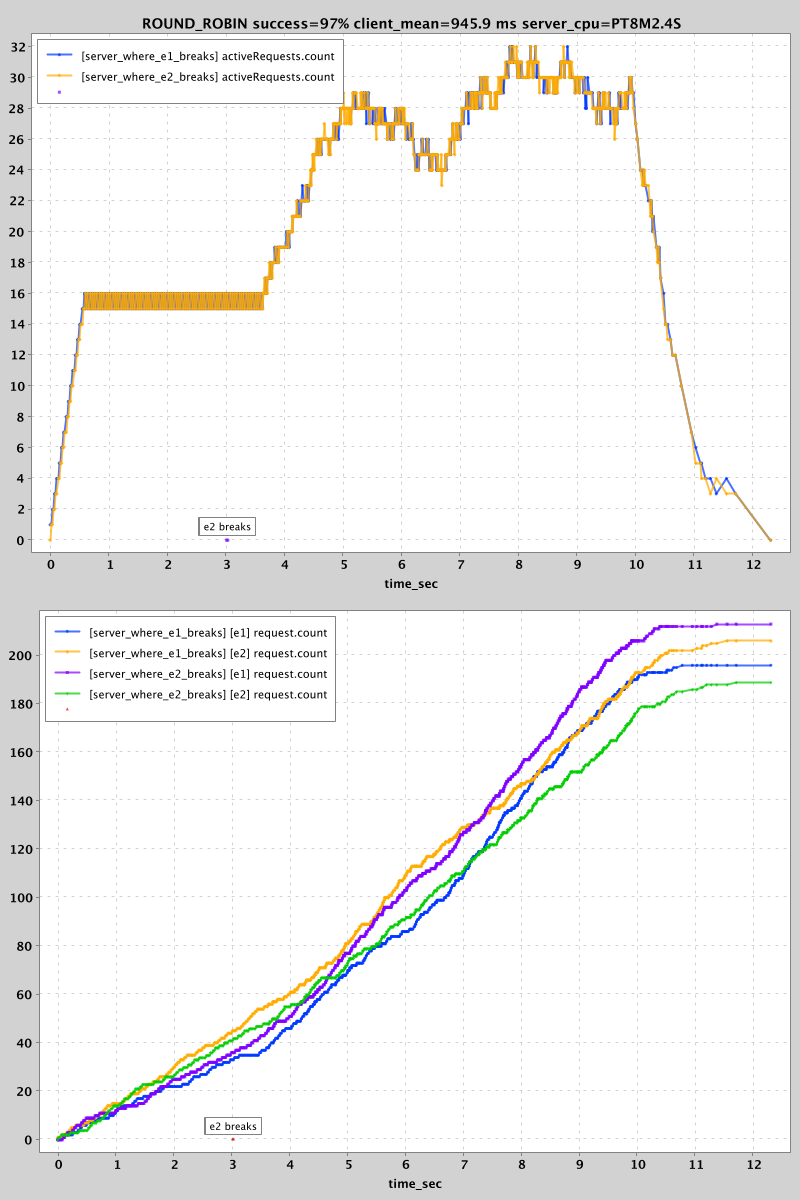 ROUND_ROBIN success=97% client_mean=945.9 ms server_cpu=PT8M2.4S
[server_where_e1_breaks] activeRequests.count
[server_where_e2_breaks] activeRequests.count
32
30
28
26
24
22
20
18
16
14
12
10
8
6
4
2
0
e2 breaks
0 1 2 3 4 5 6 7 8 9 10 11 12
time_sec
[server_where_e1_breaks] [e1] request.count
[server_where_e1_breaks] [e2] request.count
[server_where_e2_breaks] [e1] request.count
[server_where_e2_breaks] [e2] request.count
200
180
160
140
120
100
80
60
40
20
0
e2 breaks
0 1 2 3 4 5 6 7 8 9 10 11 12
time_sec